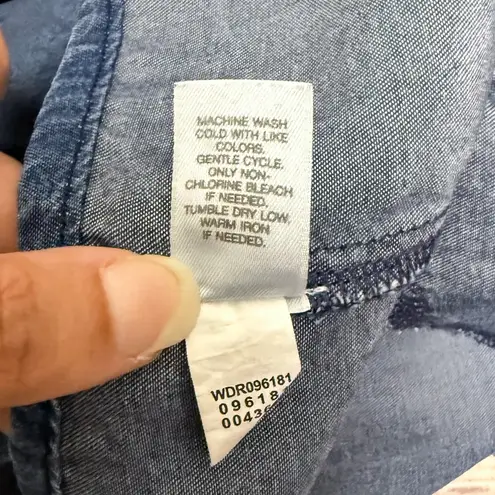 MACHINE WASH
COLD WITH LIKE
COLORS.
GENTLE CYCLE.
ONLY NON-
CHLORINE BLEACH
IF NEEDED.
TUMBLE DRY LOW.
WARM IRON
IF NEEDED.
WDR096181
09618
0043